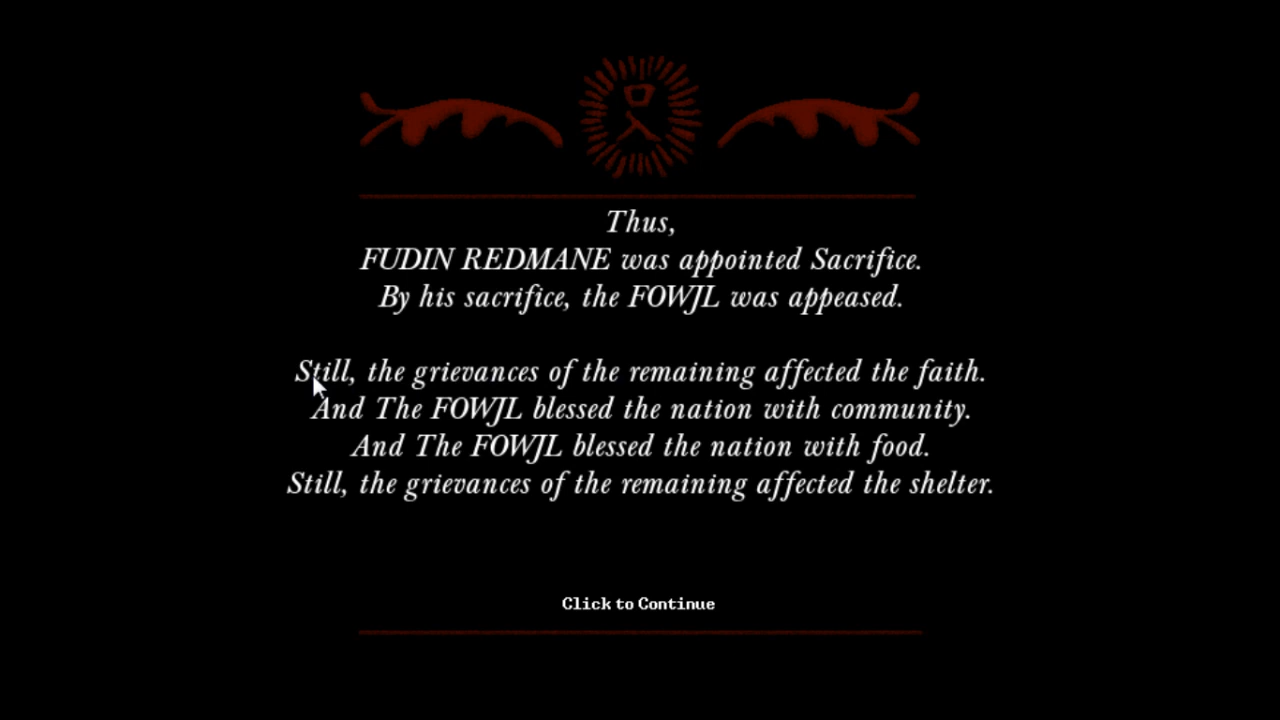 Thus,
FUDIN REDMANE was appointed Sacrifice.
By his sacrifice, the FOWJL was appeased.
Still, the grievances of the remaining affected the faith.
And The FOWJL blessed the nation with community.
And The FOWJL blessed the nation with food.
Still, the grievances of the remaining affected the shelter.
Click to Continue